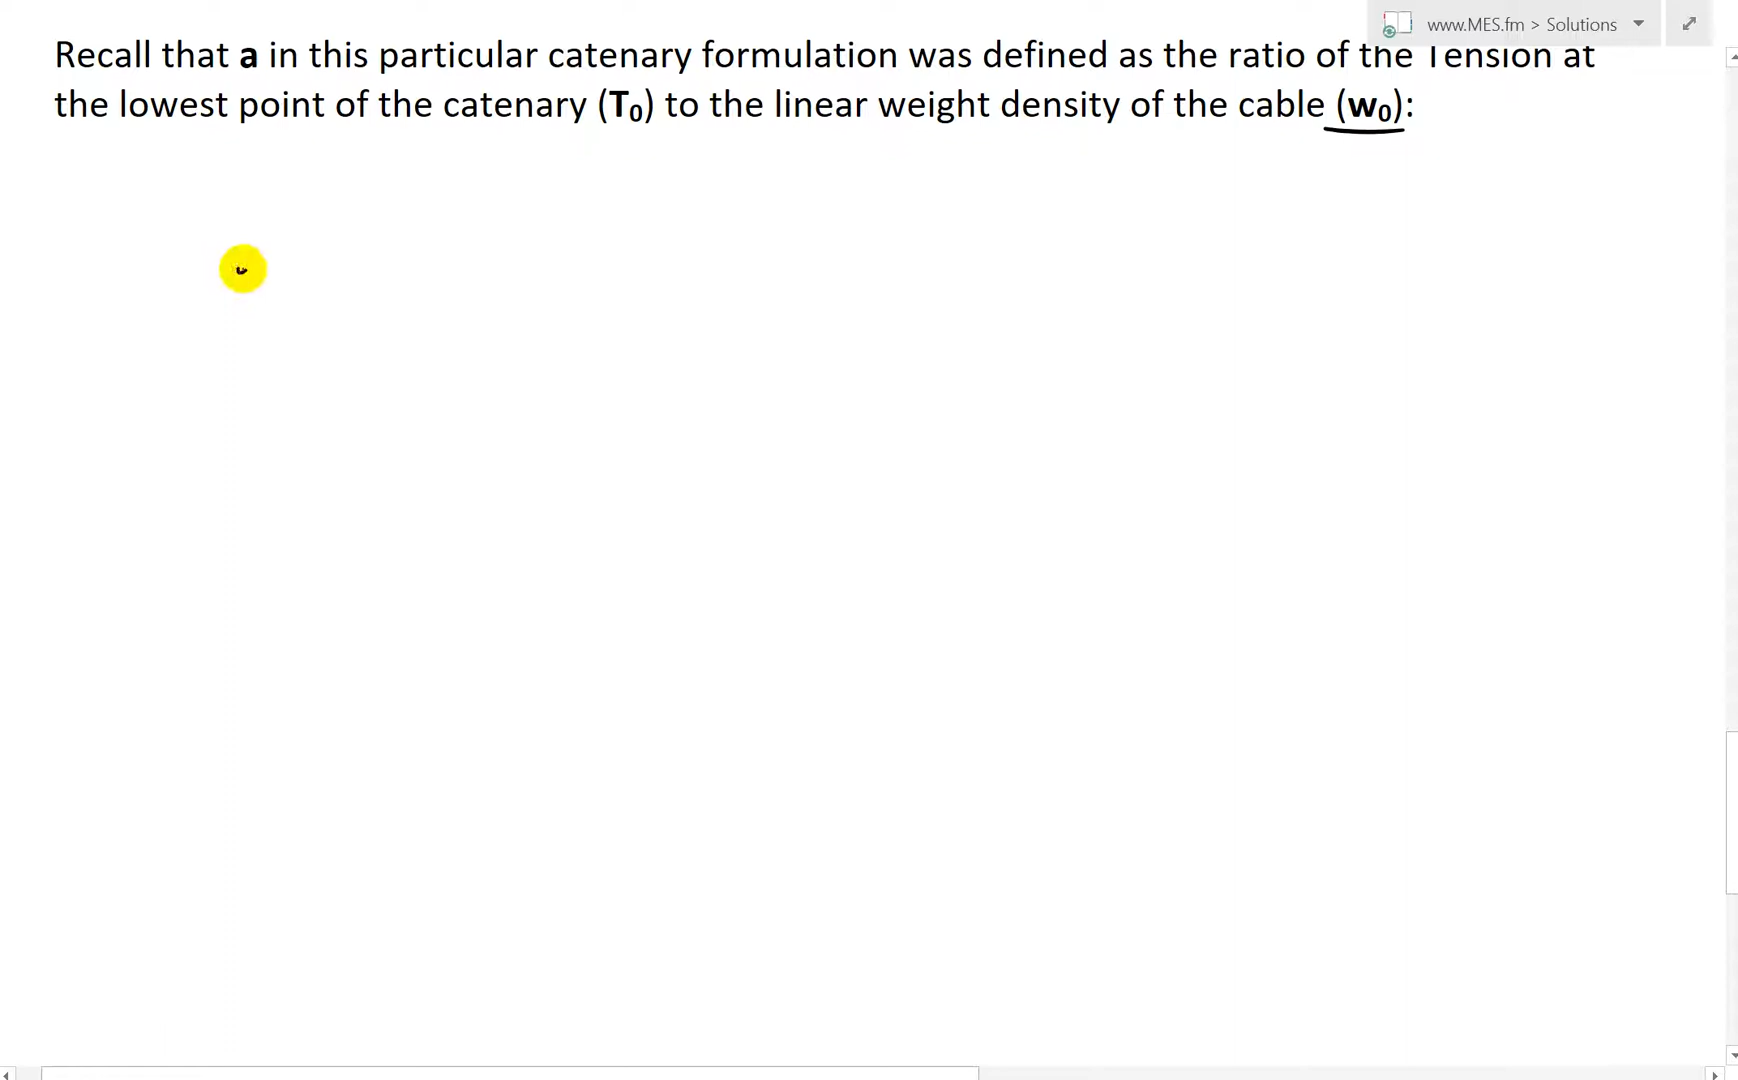 www.MES.fm > Solutions
Recall that a in this particular catenary formulation was defined as the ratio of the Tension at
the lowest point of the catenary (T₀) to the linear weight density of the cable (w₀):